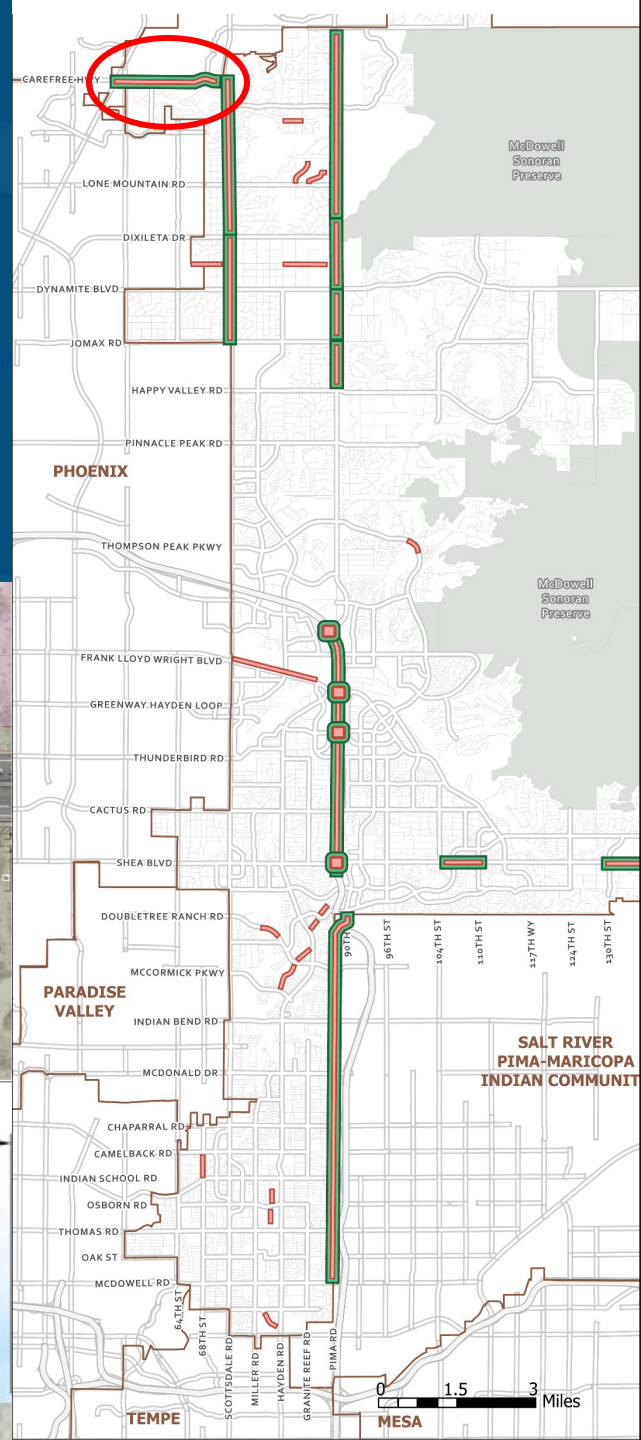 CAREFREE HWY
McDowell
Sonoran
Preserve
LONE MOUNTAIN RD
DIXILETA DR
DYNAMITE BLVD
JOMAX RD
HAPPY VALLEY RD
PINNACLE PEAK RD
PHOENIX
THOMPSON PEAK PKWY
McDowell
Sonoran
Preserve
FRANK LLOYD WRIGHT BLVD
GREENWAY HAYDEN LOOP
THUNDERBIRD RD
CACTUS RD
SHEA BLVD
DOUBLETREE RANCH RD
90TH
96TH ST
104TH ST
110TH ST
117TH WY
124TH ST
130TH ST
MCCORMICK PKWY
PARADISE
VALLEY
INDIAN BEND RD
SALT RIVER
PIMA-MARICOPA
INDIAN COMMUNIT
MCDONALD DR
CHAPARRAL RD
CAMELBACK RD
INDIAN SCHOOL RD
OSBORN RD
THOMAS RD
OAK ST
MCDOWELL RD
64TH ST
68TH ST
SCOTTSDALE RD
MILLER RD
HAYDEN RD
GRANITE REEF RD
PIMA RD
0 1.5 3
Miles
TEMPE
MESA